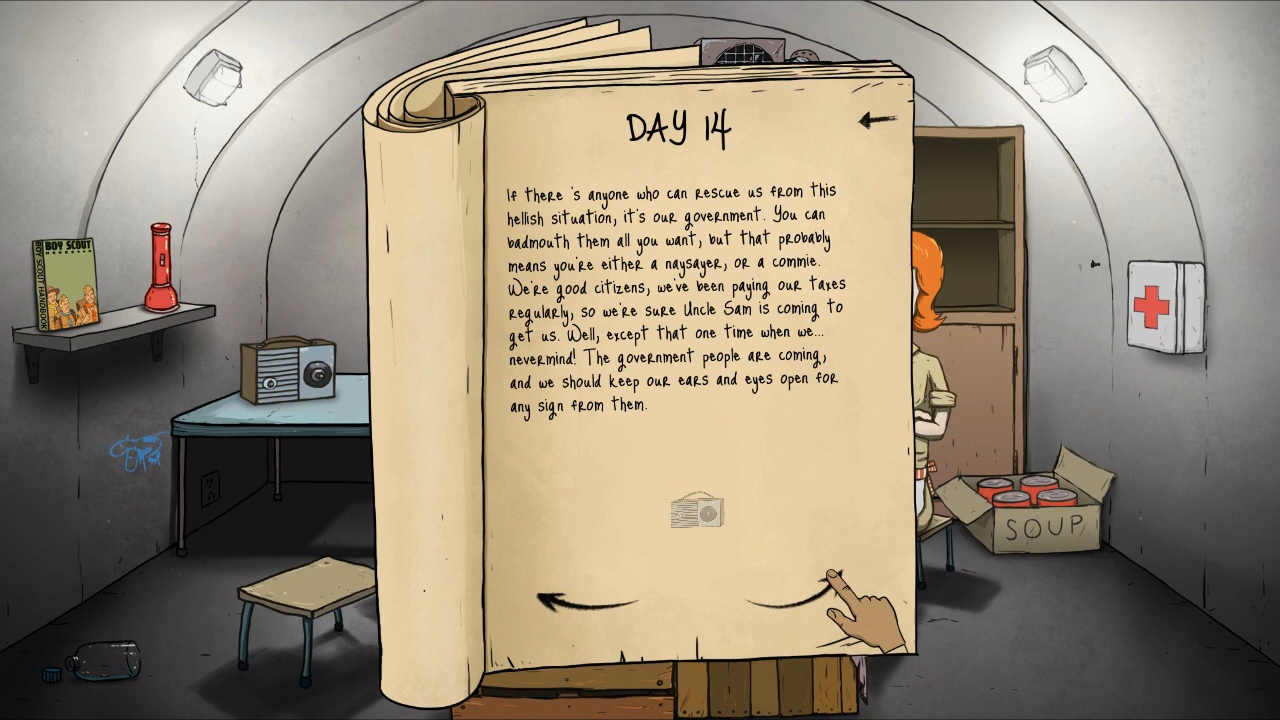 DAY 14
If there 's anyone who can rescue us from this
hellish situation, it's our government. You can
badmouth them all you want, but that probably
means you're either a naysayer, or a commie.
We're good citizens, we've been paying our taxes
regularly, so we're sure Uncle Sam is coming to
get us. Well, except that one time when we...
nevermind! The government people are coming,
and we should keep our ears and eyes open for
any sign from them.
BOY SCOUT
BOY SCOUT HANDBOOK
SOUP